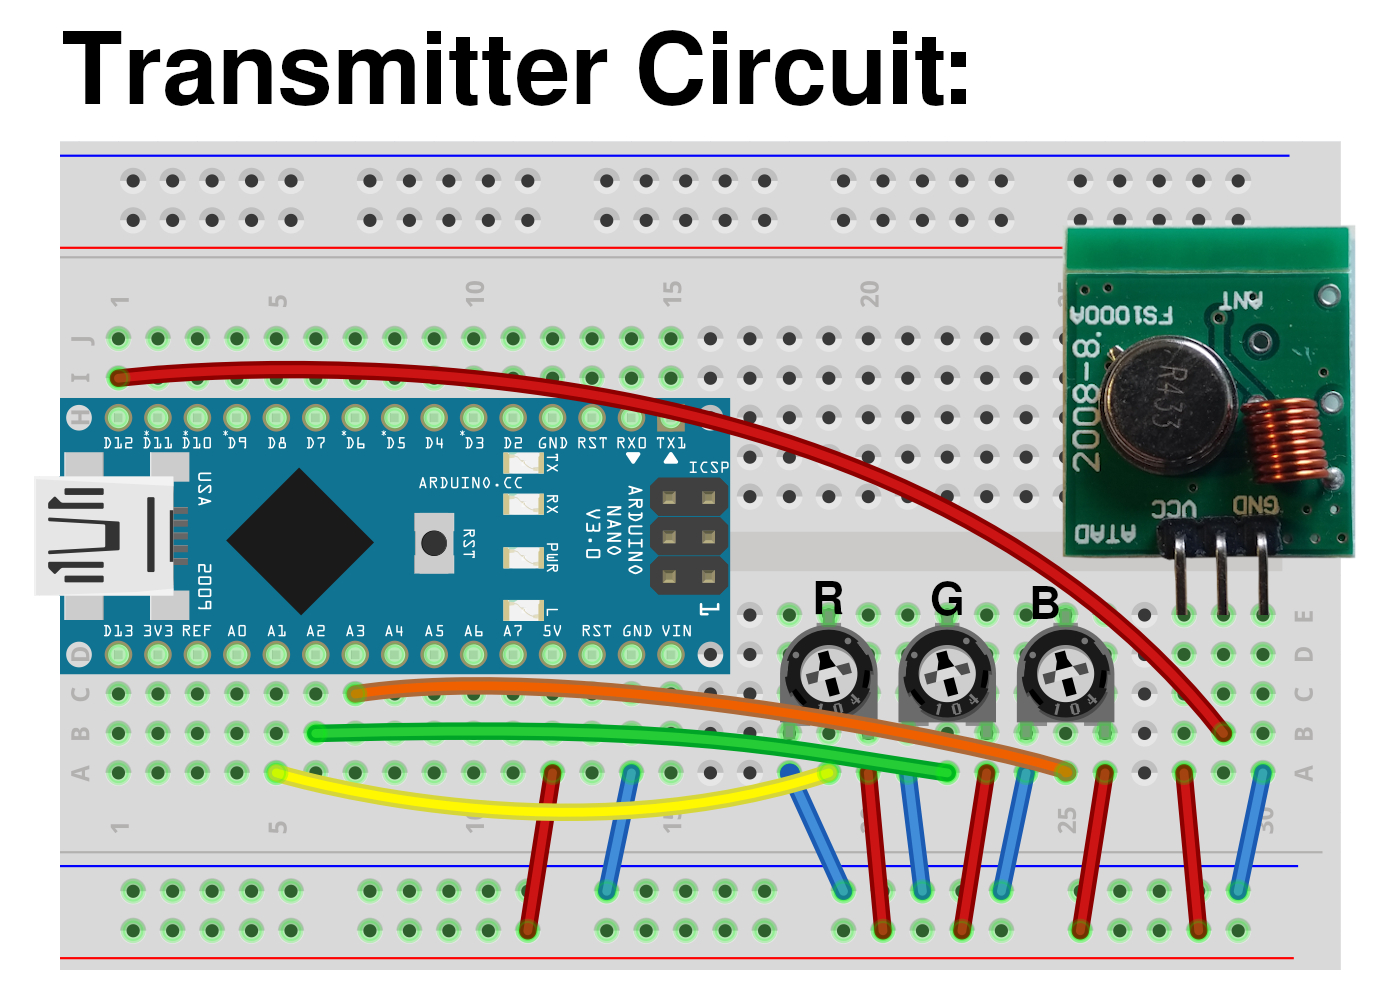 Transmitter Circuit:
1 5 10 15 20
J
I
H
D12 *D11 *D10 *D9 D8 D7 *D6 *D5 D4 *D3 D2 GND RST RX0 TX1
ICSP
USA
ARDUINO.CC
TX
RX
RST
PWR
L
ARDUINO
NANO
V3.0
2009
1
D13 3V3 REF A0 A1 A2 A3 A4 A5 A6 A7 5V RST GND VIN
D
C
B
A
FS1000A
ANT
2008-8.
R433
VCC
GND
ATAD
R G B
104
104
104
E
D
C
B
A
1 5 10 15 20 25 30